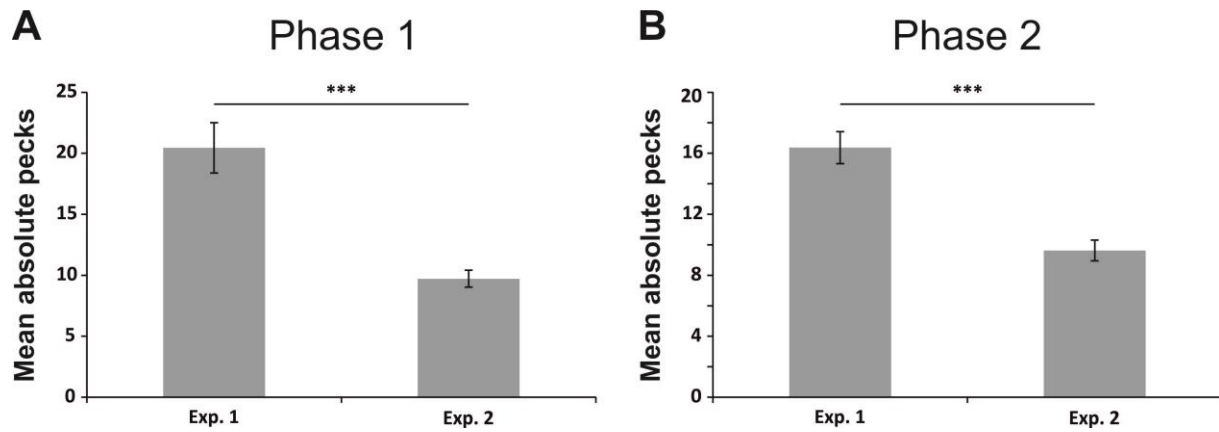 A
Phase 1
Mean absolute pecks
25
20
15
10
5
0
***
Exp. 1
Exp. 2
B
Phase 2
Mean absolute pecks
20
16
12
8
4
0
***
Exp. 1
Exp. 2